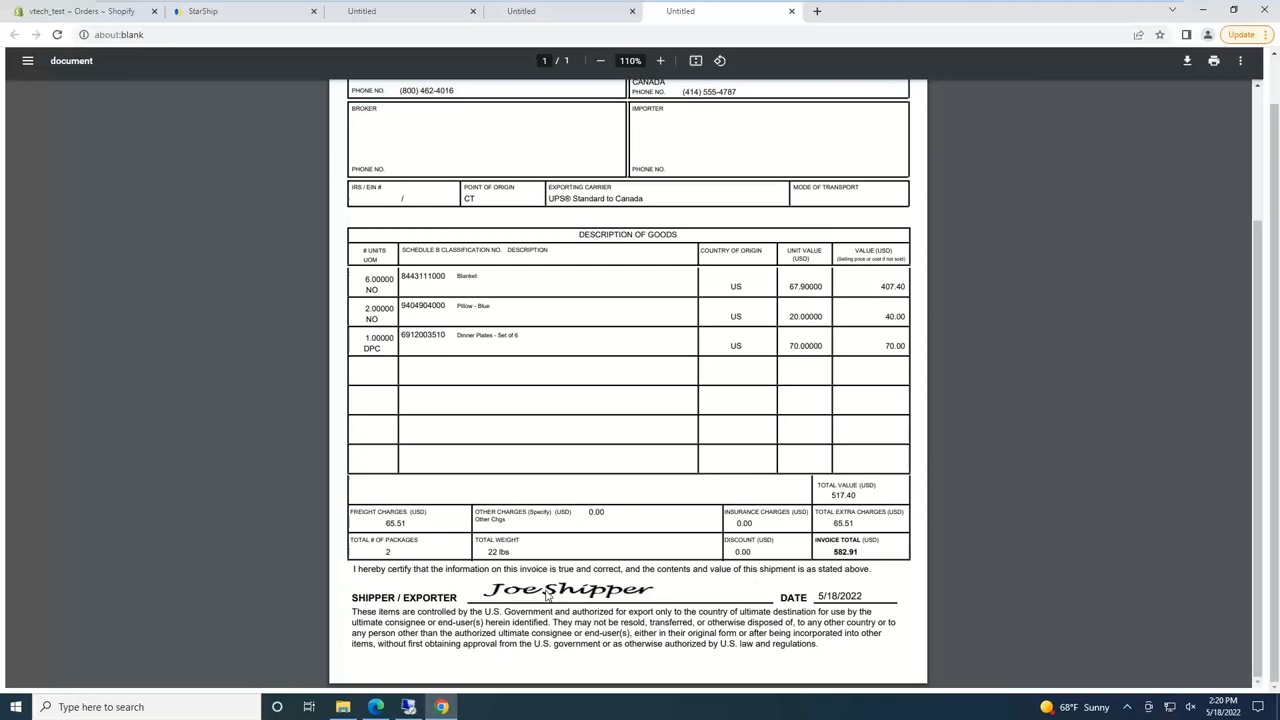 vtech_test ~ Orders ~ Shopify
StarShip
Untitled
Untitled
Untitled
about:blank
Update
document
1 / 1
110%
CANADA
PHONE NO. (800) 462-4016
PHONE NO. (414) 555-4787
BROKER
IMPORTER
PHONE NO.
PHONE NO.
IRS / EIN #
POINT OF ORIGIN
EXPORTING CARRIER
MODE OF TRANSPORT
/
CT
UPS® Standard to Canada
DESCRIPTION OF GOODS
# UNITS
UOM
SCHEDULE B CLASSIFICATION NO. DESCRIPTION
COUNTRY OF ORIGIN
UNIT VALUE
(USD)
VALUE (USD)
(Selling price or cost if not sold)
6.00000
NO
8443111000 Blanket
US
67.90000
407.40
2.00000
NO
9404904000 Pillow - Blue
US
20.00000
40.00
1.00000
DPC
6912003510 Dinner Plates - Set of 6
US
70.00000
70.00
TOTAL VALUE (USD)
517.40
FREIGHT CHARGES (USD)
65.51
OTHER CHARGES (Specify) (USD) 0.00
Other Chgs
INSURANCE CHARGES (USD)
0.00
TOTAL EXTRA CHARGES (USD)
65.51
TOTAL # OF PACKAGES
2
TOTAL WEIGHT
22 lbs
DISCOUNT (USD)
0.00
INVOICE TOTAL (USD)
582.91
I hereby certify that the information on this invoice is true and correct, and the contents and value of this shipment is as stated above.
SHIPPER / EXPORTER Joe Shipper DATE 5/18/2022
These items are controlled by the U.S. Government and authorized for export only to the country of ultimate destination for use by the
ultimate consignee or end-user(s) herein identified. They may not be resold, transferred, or otherwise disposed of, to any other country or to
any person other than the authorized ultimate consignee or end-user(s), either in their original form or after being incorporated into other
items, without first obtaining approval from the U.S. government or as otherwise authorized by U.S. law and regulations.
Type here to search
68°F Sunny
2:20 PM
5/18/2022